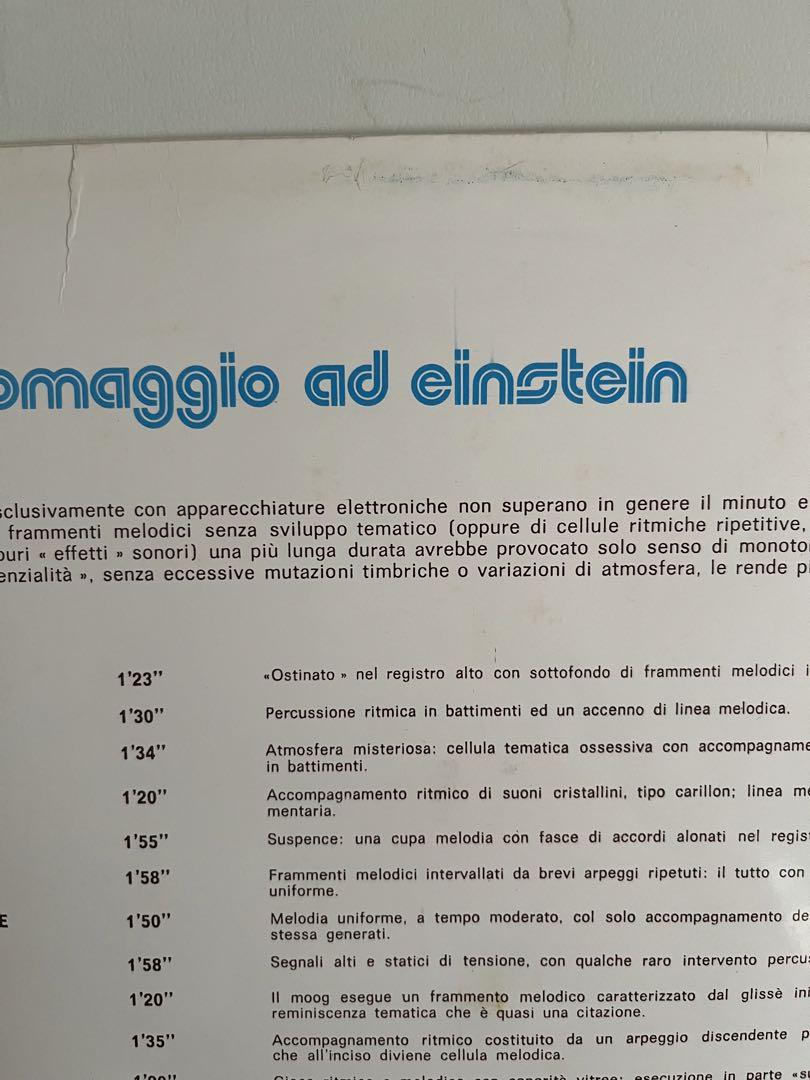 omaggio ad einstein
sclusivamente con apparecchiature elettroniche non superano in genere il minuto e
frammenti melodici senza sviluppo tematico (oppure di cellule ritmiche ripetitive,
puri « effetti » sonori) una più lunga durata avrebbe provocato solo senso di monoto
enzialità », senza eccessive mutazioni timbriche o variazioni di atmosfera, le rende p
1'23" «Ostinato » nel registro alto con sottofondo di frammenti melodici i
1'30" Percussione ritmica in battimenti ed un accenno di linea melodica.
1'34" Atmosfera misteriosa: cellula tematica ossessiva con accompagname
in battimenti.
1'20" Accompagnamento ritmico di suoni cristallini, tipo carillon; linea me
mentaria.
1'55" Suspence: una cupa melodia con fasce di accordi alonati nel regis
1'58" Frammenti melodici intervallati da brevi arpeggi ripetuti: il tutto con
uniforme.
E 1'50" Melodia uniforme, a tempo moderato, col solo accompagnamento de
stessa generati.
1'58" Segnali alti e statici di tensione, con qualche raro intervento percus
1'20" Il moog esegue un frammento melodico caratterizzato dal glissè ini
reminiscenza tematica che è quasi una citazione.
1'35" Accompagnamento ritmico costituito da un arpeggio discendente p
che all'inciso diviene cellula melodica.
esecuzione in parte